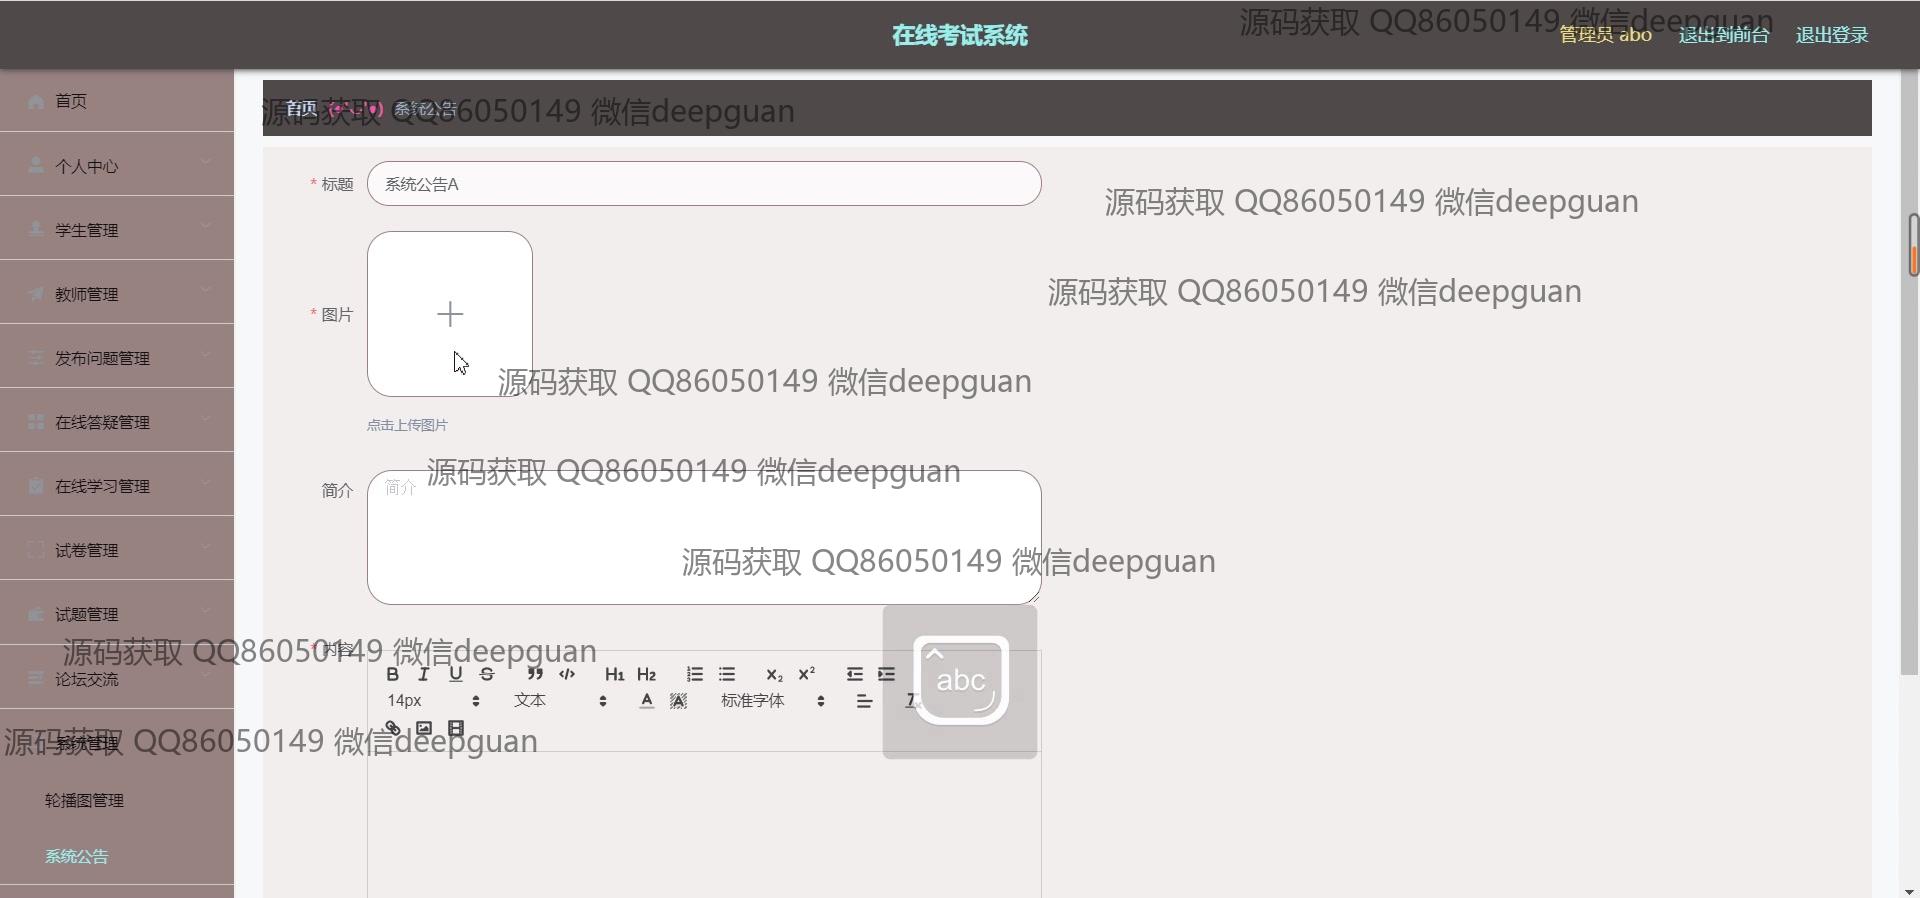 在线考试系统
源码获取 QQ86050149 微信deepguan
管理员 abo
退出到前台
退出登录
首页
系统公告
源码获取 QQ86050149 微信deepguan
首页
个人中心
学生管理
教师管理
发布问题管理
在线答疑管理
在线学习管理
试卷管理
试题管理
论坛交流
系统管理
轮播图管理
系统公告
* 标题
系统公告A
源码获取 QQ86050149 微信deepguan
源码获取 QQ86050149 微信deepguan
* 图片
源码获取 QQ86050149 微信deepguan
点击上传图片
源码获取 QQ86050149 微信deepguan
简介
简介
源码获取 QQ86050149 微信deepguan
* 内容
源码获取 QQ86050149 微信deepguan
B I U S H1 H2 X2 X2
14px 文本 A A 标准字体
abc
源码获取 QQ86050149 微信deepguan